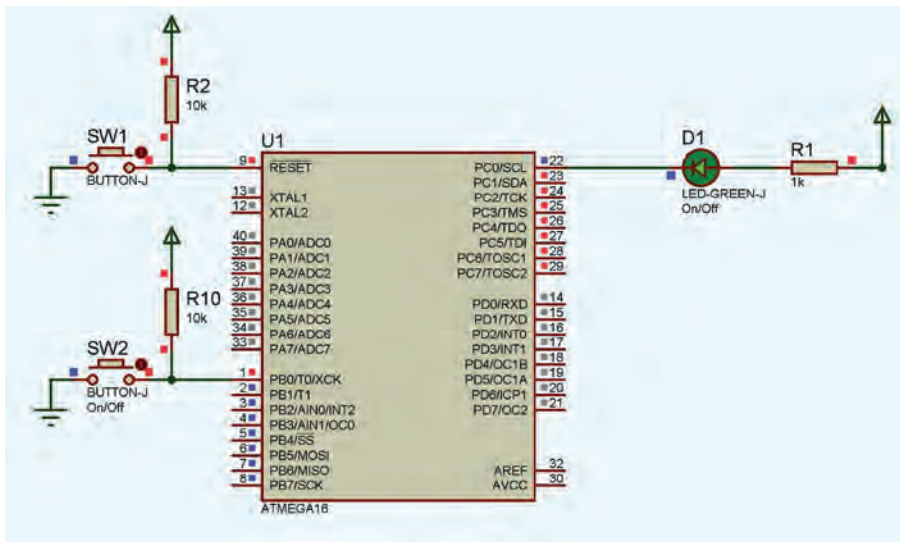 R2
10k
SW1
BUTTON-J
U1
9
RESET
13
XTAL1
12
XTAL2
40
PA0/ADC0
39
PA1/ADC1
38
PA2/ADC2
37
PA3/ADC3
36
PA4/ADC4
35
PA5/ADC5
34
PA6/ADC6
33
PA7/ADC7
1
PB0/T0/XCK
2
PB1/T1
3
PB2/AIN0/INT2
4
PB3/AIN1/OC0
5
PB4/SS
6
PB5/MOSI
7
PB6/MISO
8
PB7/SCK
PC0/SCL
22
PC1/SDA
23
PC2/TCK
24
PC3/TMS
25
PC4/TDO
26
PC5/TDI
27
PC6/TOSC1
28
PC7/TOSC2
29
PD0/RXD
14
PD1/TXD
15
PD2/INT0
16
PD3/INT1
17
PD4/OC1B
18
PD5/OC1A
19
PD6/ICP1
20
PD7/OC2
21
AREF
32
AVCC
30
ATMEGA16
R10
10k
SW2
BUTTON-J
On/Off
D1
LED-GREEN-J
On/Off
R1
1k